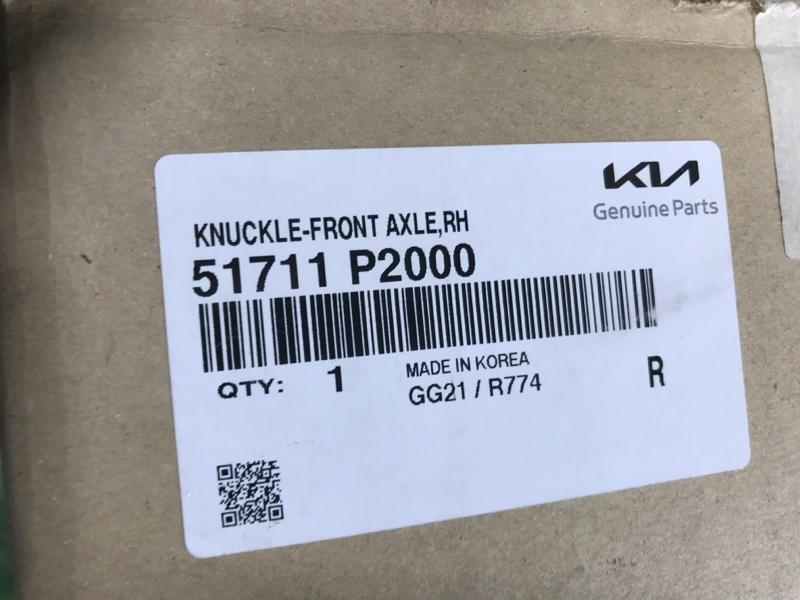 KIA
Genuine Parts
KNUCKLE-FRONT AXLE,RH
51711 P2000
QTY: 1
MADE IN KOREA
GG21 / R774
R